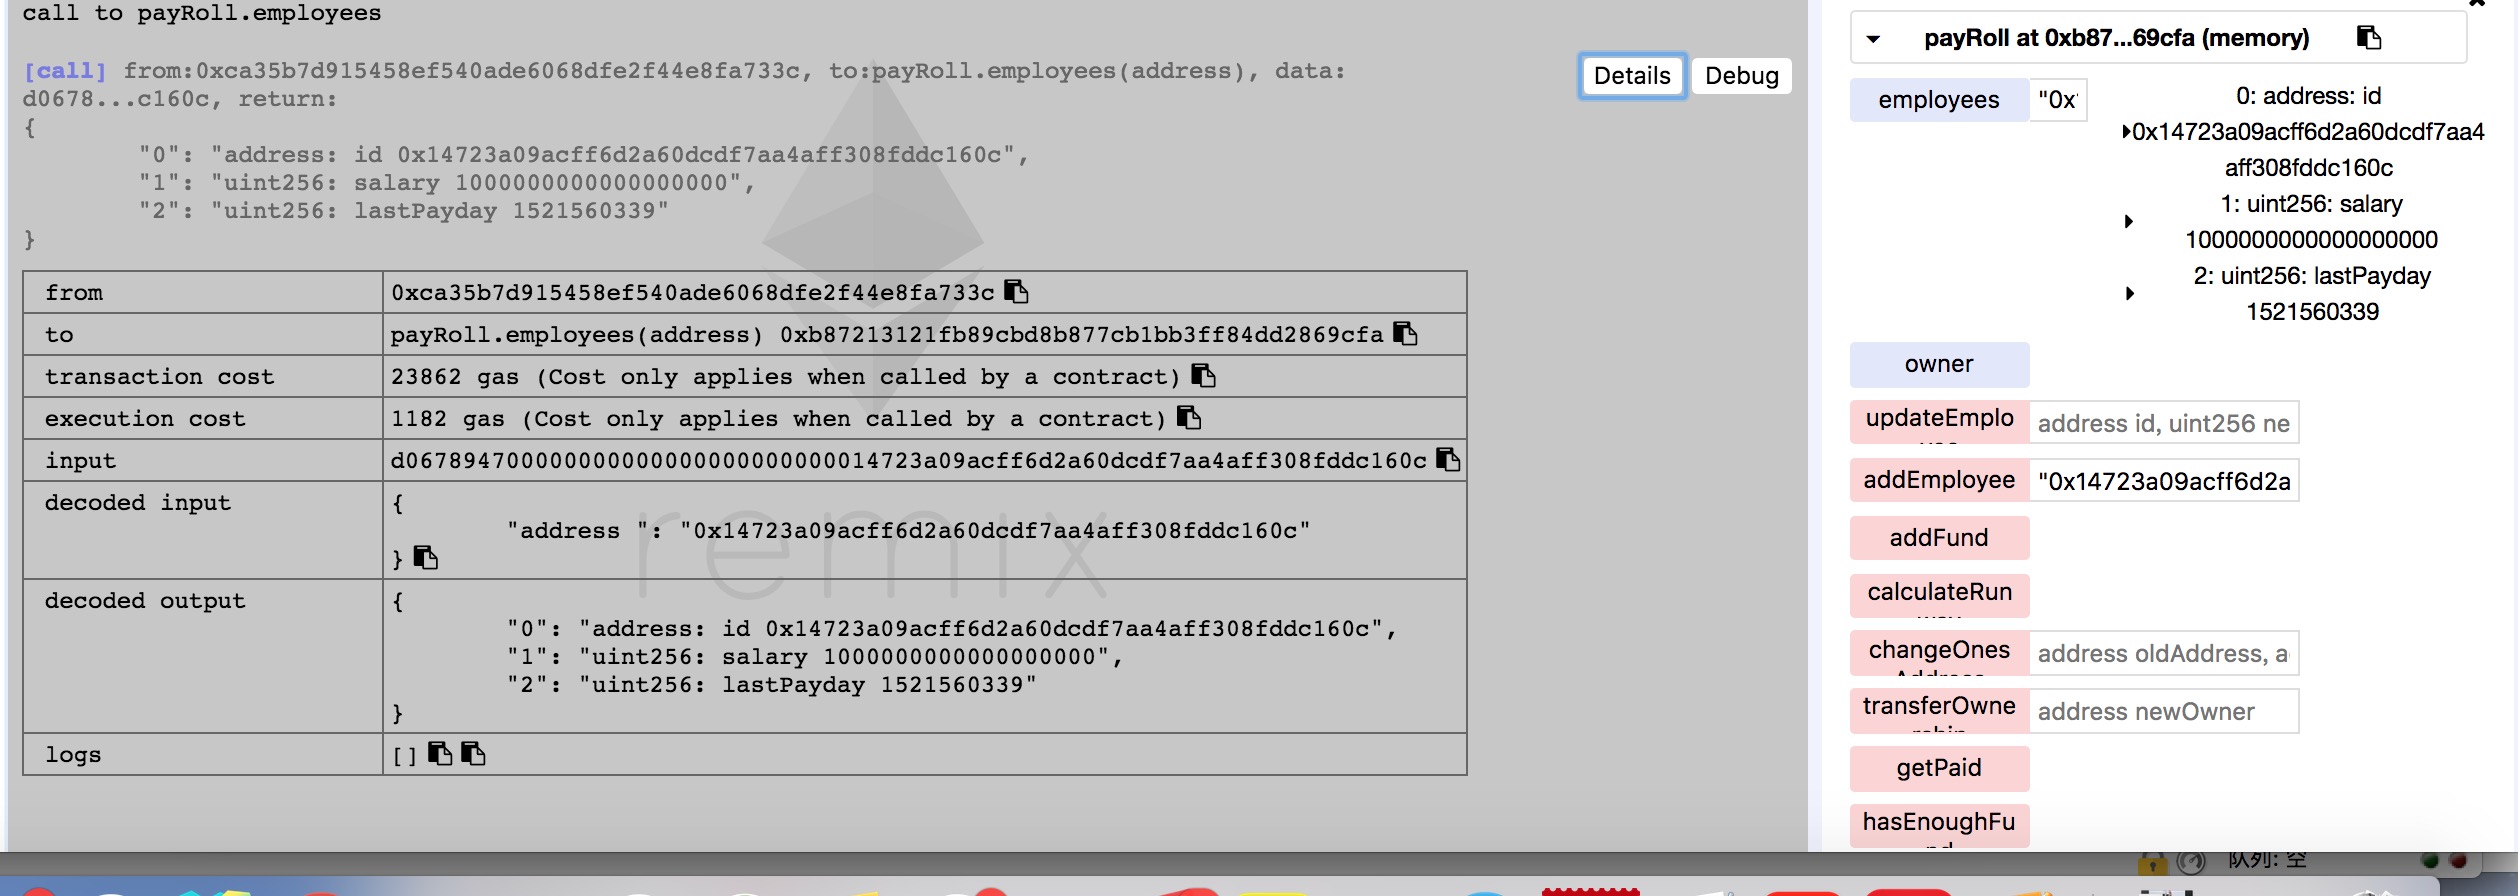 call to payRoll.employees
[call] from:0xca35b7d915458ef540ade6068dfe2f44e8fa733c, to:payRoll.employees(address), data:
d0678...c160c, return:
{
"0": "address: id 0x14723a09acff6d2a60dcdf7aa4aff308fddc160c",
"1": "uint256: salary 1000000000000000000",
"2": "uint256: lastPayday 1521560339"
}
Details
Debug
from
0xca35b7d915458ef540ade6068dfe2f44e8fa733c
to
payRoll.employees(address) 0xb87213121fb89cbd8b877cb1bb3ff84dd2869cfa
transaction cost
23862 gas (Cost only applies when called by a contract)
execution cost
1182 gas (Cost only applies when called by a contract)
input
d067894700000000000000000000000014723a09acff6d2a60dcdf7aa4aff308fddc160c
decoded input
{
"address ": "0x14723a09acff6d2a60dcdf7aa4aff308fddc160c"
}
decoded output
{
"0": "address: id 0x14723a09acff6d2a60dcdf7aa4aff308fddc160c",
"1": "uint256: salary 1000000000000000000",
"2": "uint256: lastPayday 1521560339"
}
logs
[]
remix
payRoll at 0xb87...69cfa (memory)
employees
"0x'
0: address: id
0x14723a09acff6d2a60dcdf7aa4
aff308fddc160c
1: uint256: salary
1000000000000000000
2: uint256: lastPayday
1521560339
owner
updateEmplo
address id, uint256 ne
addEmployee
"0x14723a09acff6d2a
addFund
calculateRun
changeOnes
address oldAddress, a
transferOwne
address newOwner
getPaid
hasEnoughFu
队列: 空